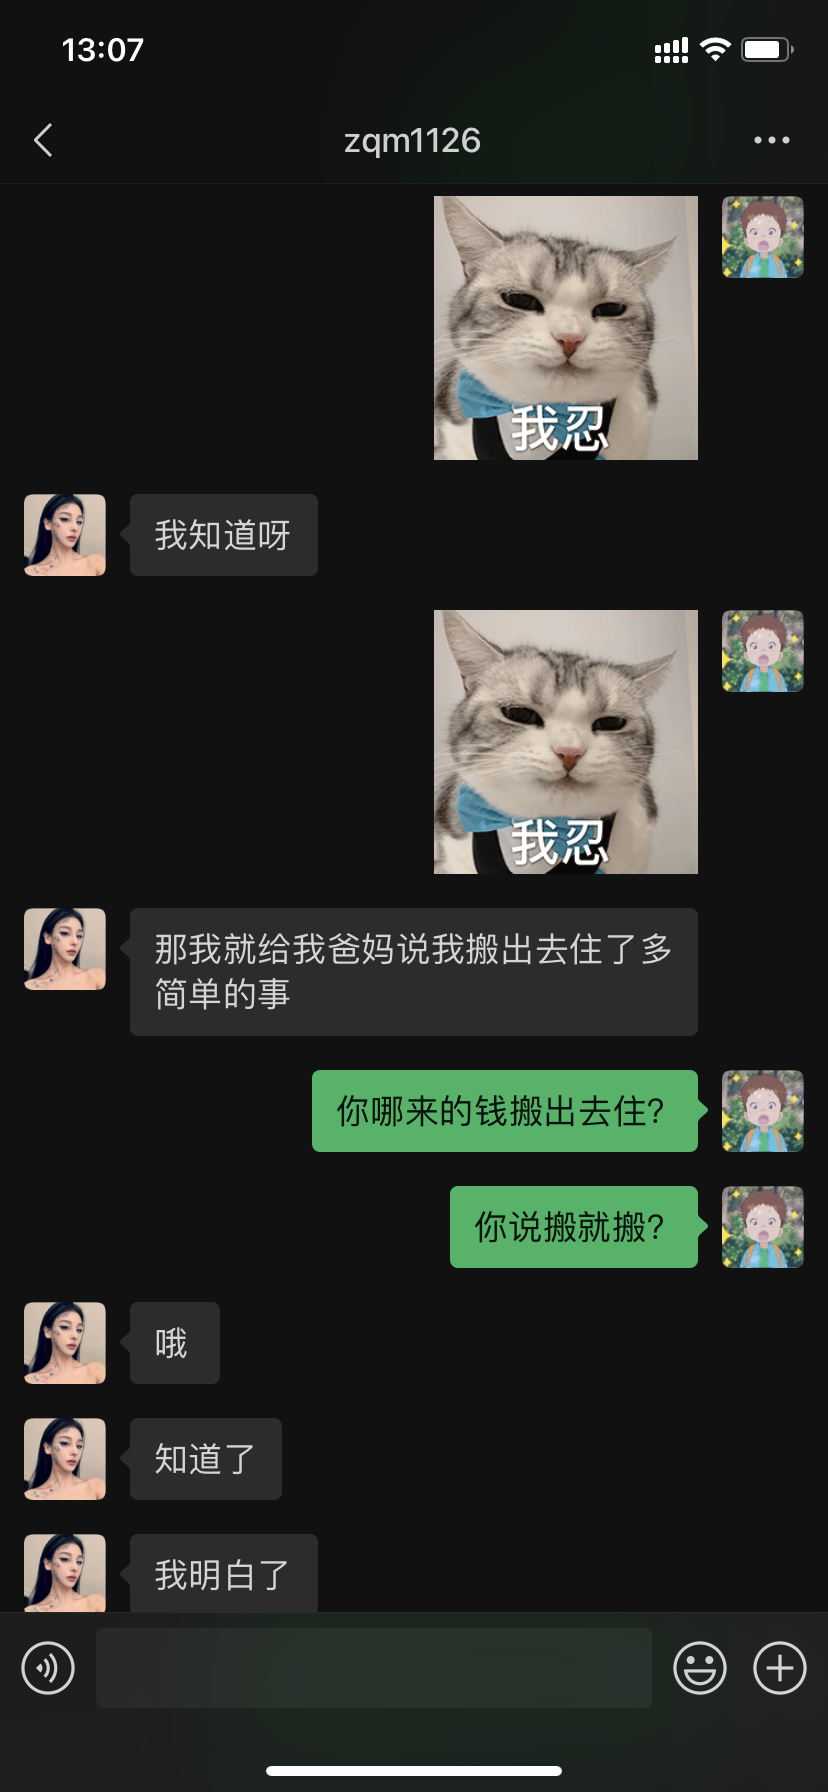 13:07
zqm1126
我忍
我知道呀
我忍
那我就给我爸妈说我搬出去住了多
简单的事
你哪来的钱搬出去住?
你说搬就搬?
哦
知道了
我明白了